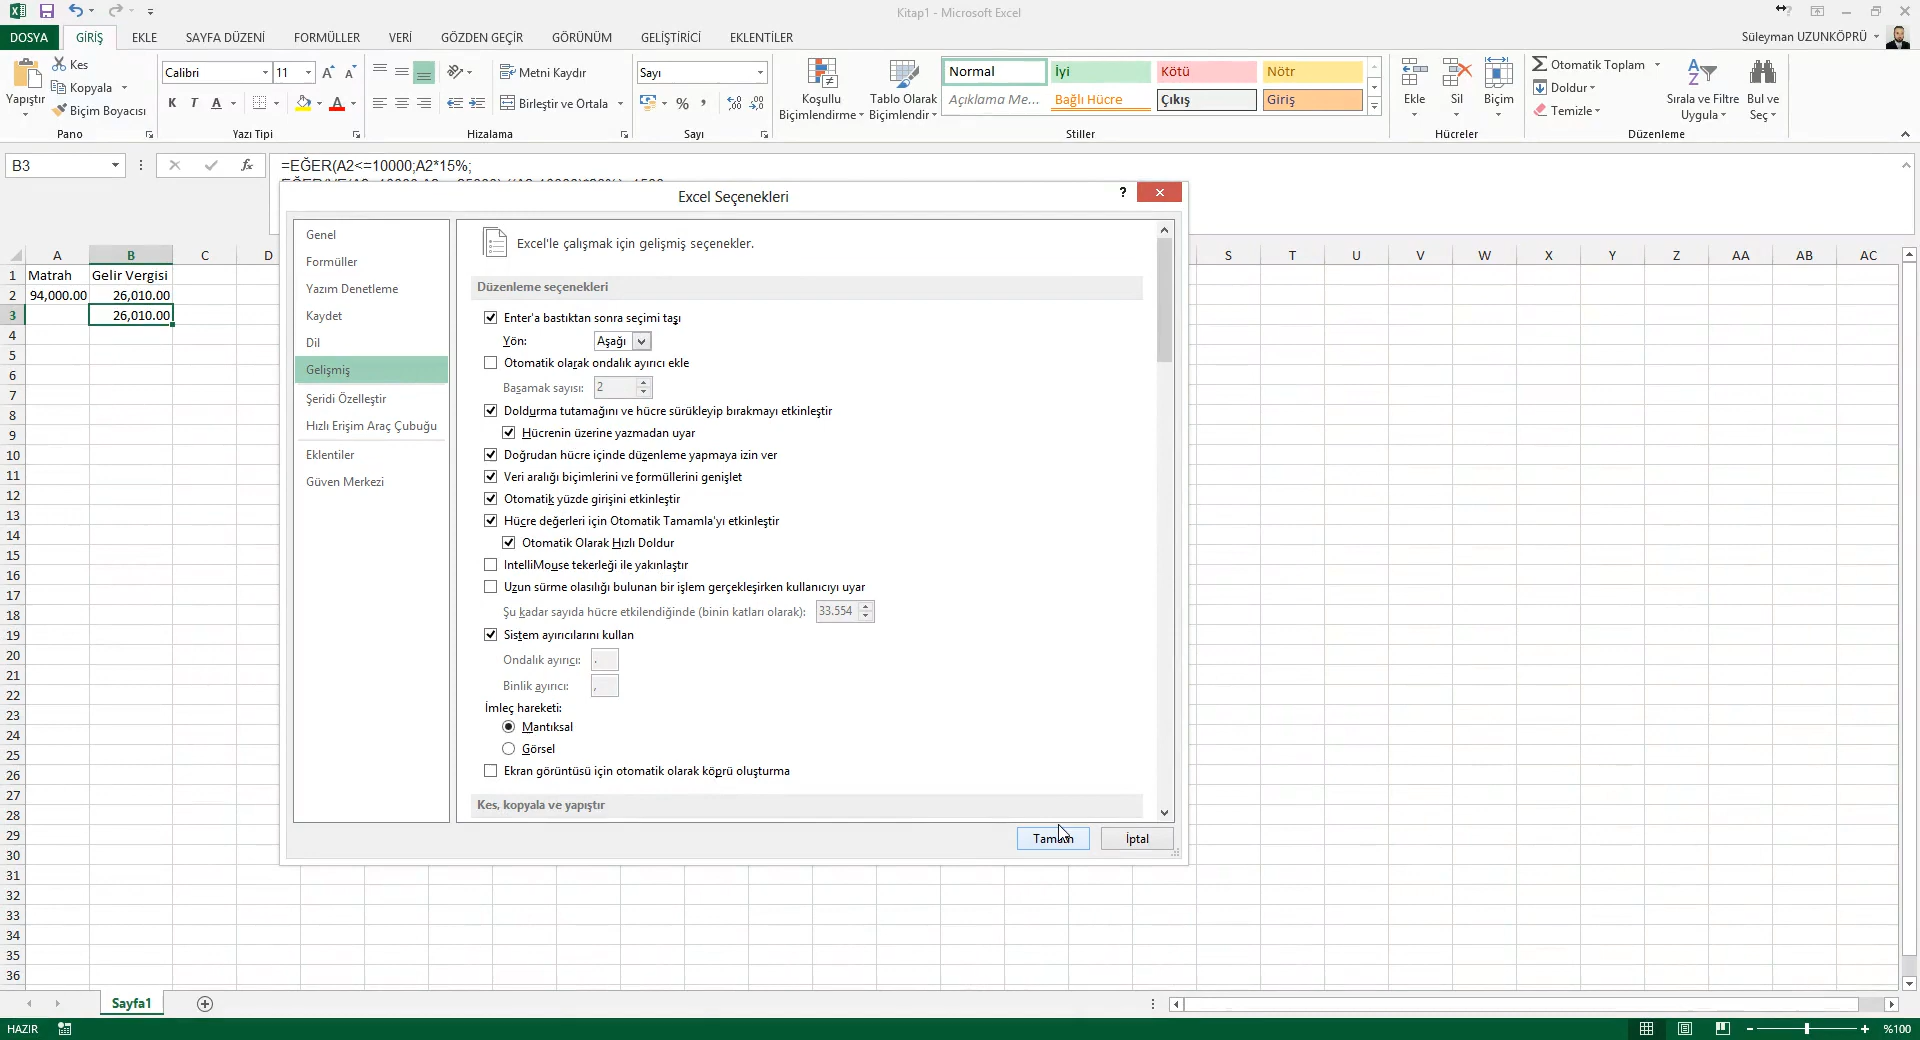 Kitap1 - Microsoft Excel
DOSYA GİRİŞ EKLE SAYFA DÜZENİ FORMÜLLER VERİ GÖZDEN GEÇİR GÖRÜNÜM GELİŞTİRİCİ EKLENTİLER Süleyman UZUNKÖPRÜ
Yapıştır
Kes
Kopyala
Biçim Boyacısı
Pano
Calibri 11
K T A
Yazı Tipi
Metni Kaydır
Birleştir ve Ortala
Hizalama
Sayı
Sayı
Koşullu Biçimlendirme
Tablo Olarak Biçimlendir
Normal İyi Kötü Nötr
Açıklama Me... Bağlı Hücre Çıkış Giriş
Stiller
Ekle Sil Biçim
Hücreler
Otomatik Toplam
Doldur
Temizle
Sırala ve Filtre Uygula
Bul ve Seç
Düzenleme
B3
=EĞER(A2<=10000;A2*15%;
Excel Seçenekleri
A B C D S T U V W X Y Z AA AB AC
1 Matrah Gelir Vergisi
2 94,000.00 26,010.00
3 26,010.00
4
5
6
7
8
9
10
11
12
13
14
15
16
17
18
19
20
21
22
23
24
25
26
27
28
29
30
31
32
33
34
35
36
Genel
Formüller
Yazım Denetleme
Kaydet
Dil
Gelişmiş
Şeridi Özelleştir
Hızlı Erişim Araç Çubuğu
Eklentiler
Güven Merkezi
Excel'le çalışmak için gelişmiş seçenekler.
Düzenleme seçenekleri
Enter'a bastıktan sonra seçimi taşı
Yön: Aşağı
Otomatik olarak ondalık ayırıcı ekle
Basamak sayısı: 2
Doldurma tutamağını ve hücre sürükleyip bırakmayı etkinleştir
Hücrenin üzerine yazmadan uyar
Doğrudan hücre içinde düzenleme yapmaya izin ver
Veri aralığı biçimlerini ve formüllerini genişlet
Otomatik yüzde girişini etkinleştir
Hücre değerleri için Otomatik Tamamla'yı etkinleştir
Otomatik Olarak Hızlı Doldur
IntelliMouse tekerleği ile yakınlaştır
Uzun sürme olasılığı bulunan bir işlem gerçekleşirken kullanıcıyı uyar
Şu kadar sayıda hücre etkilendiğinde (binin katları olarak): 33.554
Sistem ayırıcılarını kullan
Ondalık ayırıcı: .
Binlik ayırıcı: ,
İmleç hareketi:
Mantıksal
Görsel
Ekran görüntüsü için otomatik olarak köprü oluşturma
Kes, kopyala ve yapıştır
Tamam İptal
Sayfa1
HAZIR %100